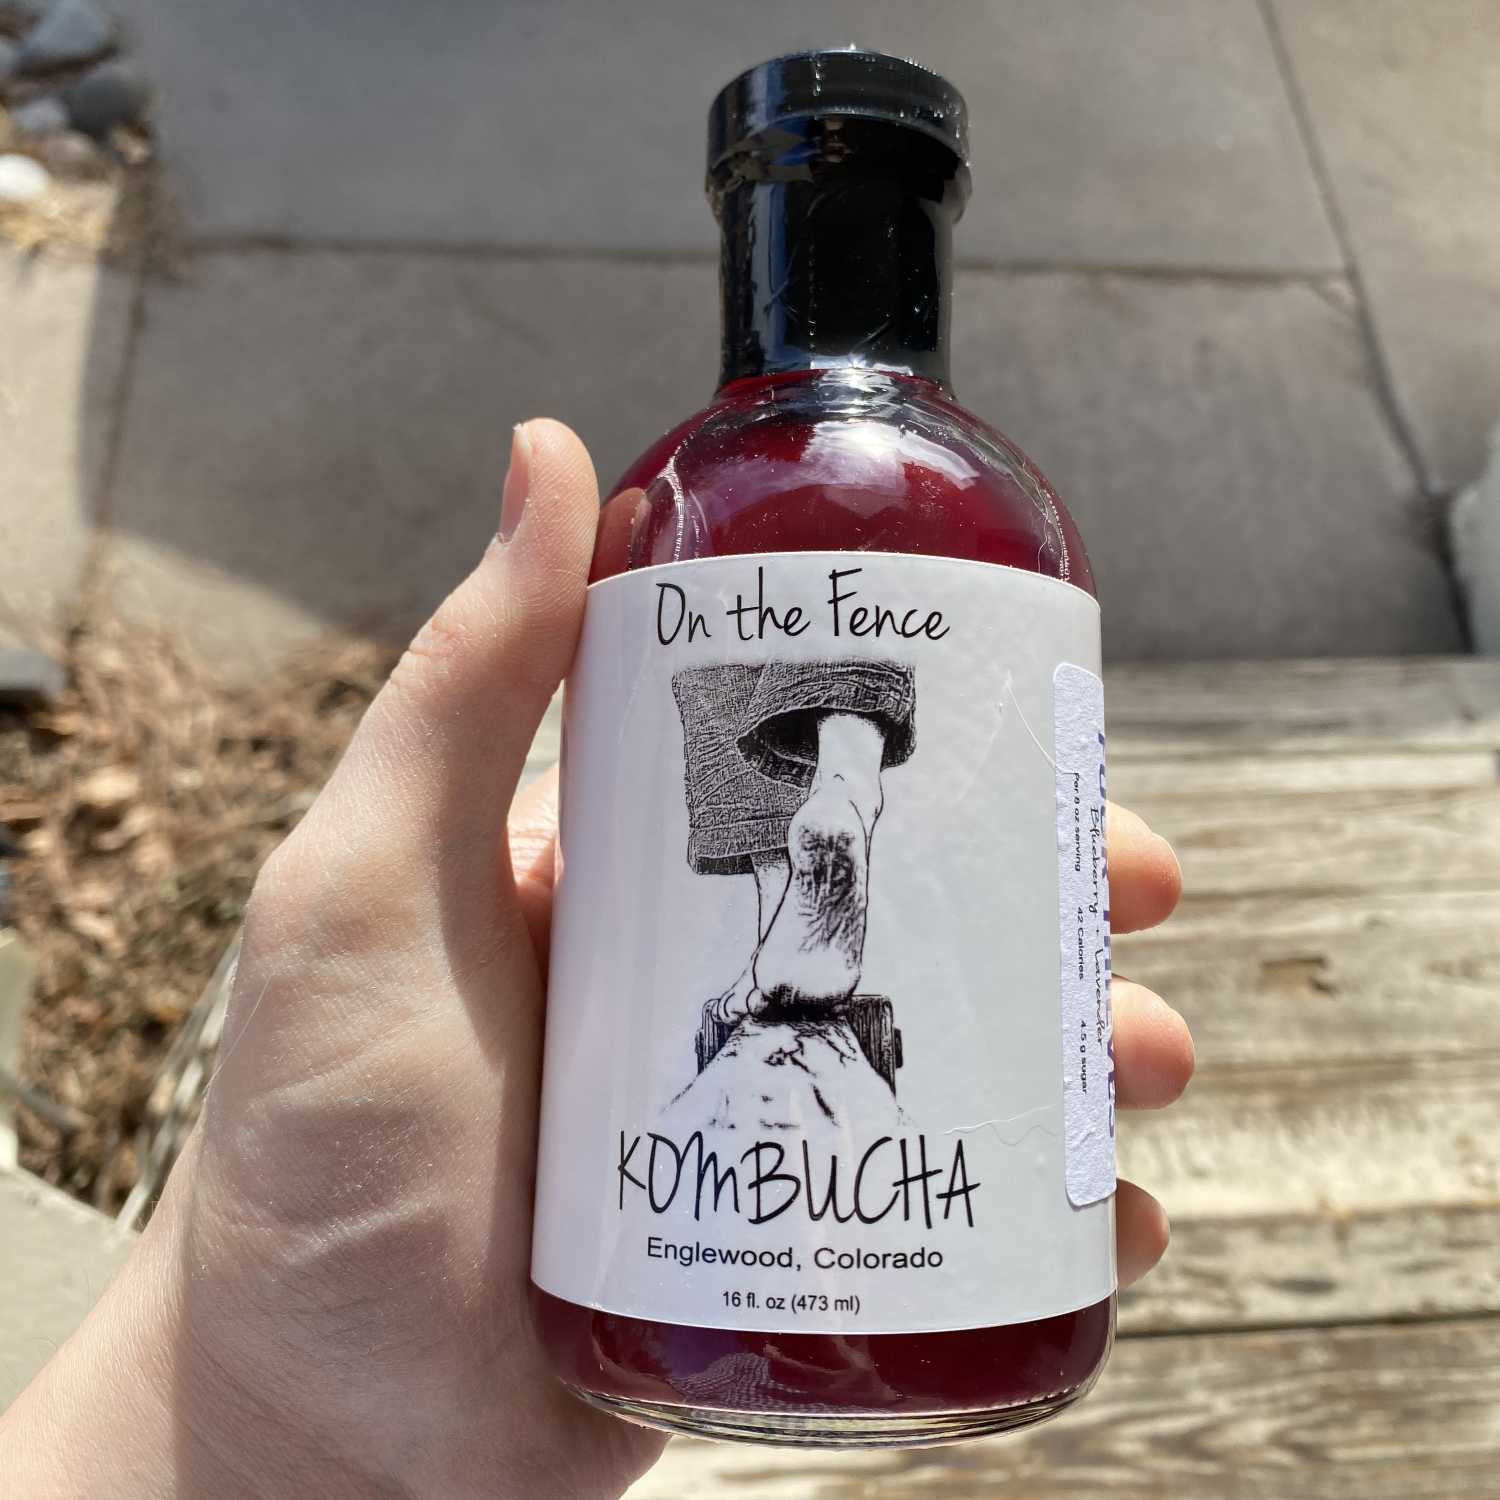 On the Fence
KOMBUCHA
Englewood, Colorado
16 fl. oz (473 ml)
Blueberry + Lavender
Per 8 oz serving 42 Calories 4.5 g sugar